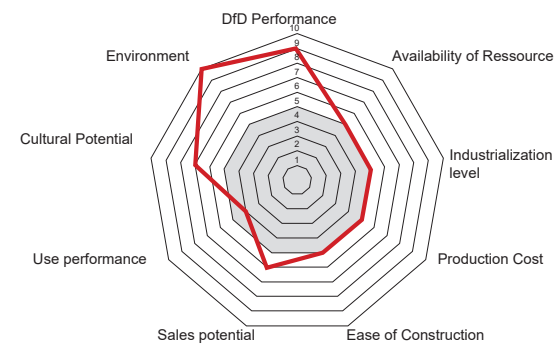 DfD Performance
10
9
8
7
6
5
4
3
2
1
Environment
Availability of Ressource
Cultural Potential
Industrialization
level
Use performance
Production Cost
Sales potential
Ease of Construction